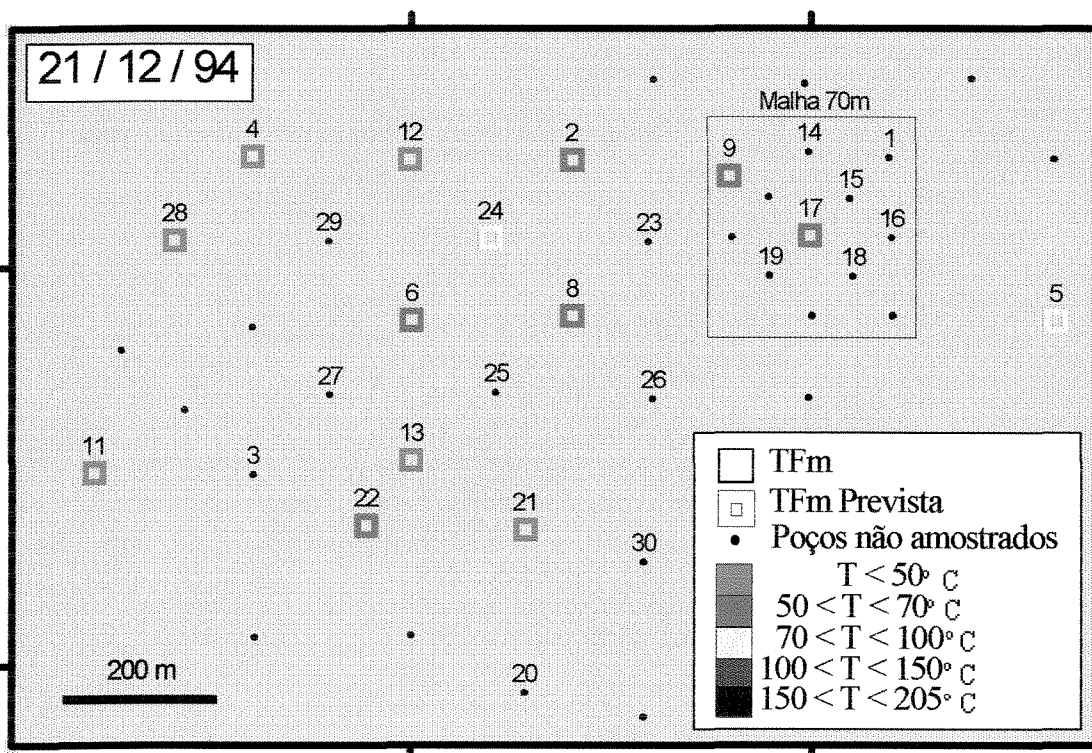 21 / 12 / 94
Malha 70m
4
12
2
9
14
1
15
28
29
24
23
17
16
19
18
6
8
5
27
25
26
11
3
13
22
21
30
20
200 m
TFm
TFm Prevista
Poços não amostrados
T < 50° C
50 < T < 70° C
70 < T < 100° C
100 < T < 150° C
150 < T < 205° C